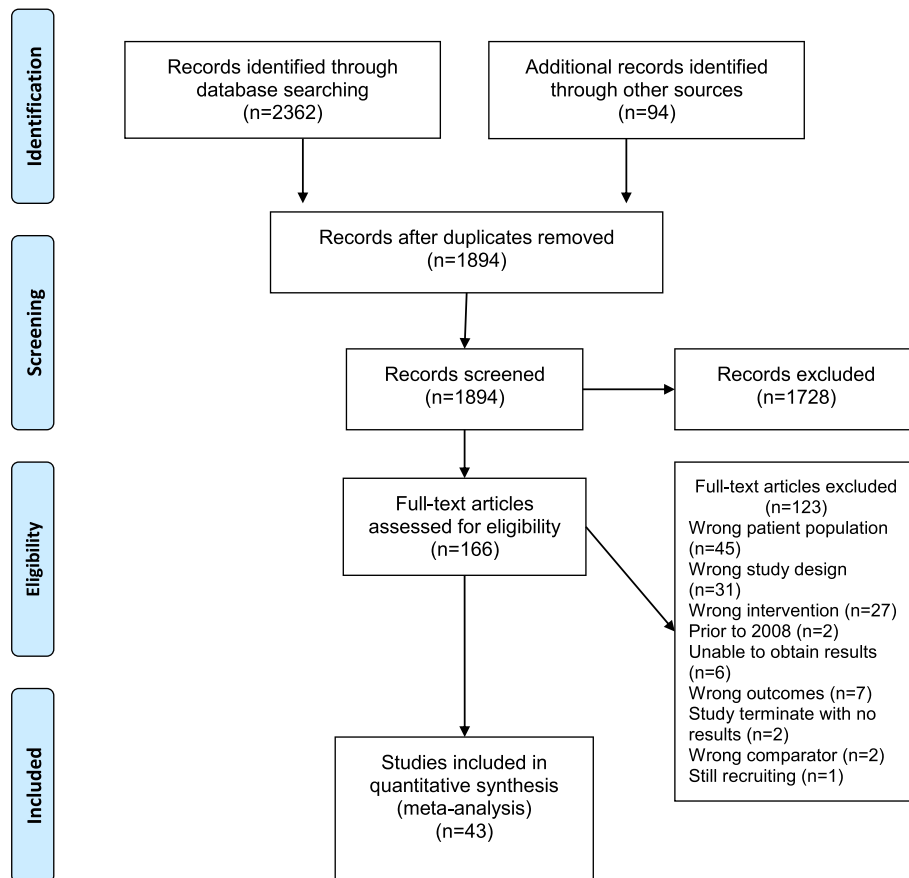 Identification
Records identified through
database searching
(n=2362)
Additional records identified
through other sources
(n=94)
Screening
Records after duplicates removed
(n=1894)
Records screened
(n=1894)
Records excluded
(n=1728)
Eligibility
Full-text articles
assessed for eligibility
(n=166)
Full-text articles excluded
(n=123)
Wrong patient population
(n=45)
Wrong study design
(n=31)
Wrong intervention (n=27)
Prior to 2008 (n=2)
Unable to obtain results
(n=6)
Wrong outcomes (n=7)
Study terminate with no
results (n=2)
Wrong comparator (n=2)
Still recruiting (n=1)
Included
Studies included in
quantitative synthesis
(meta-analysis)
(n=43)